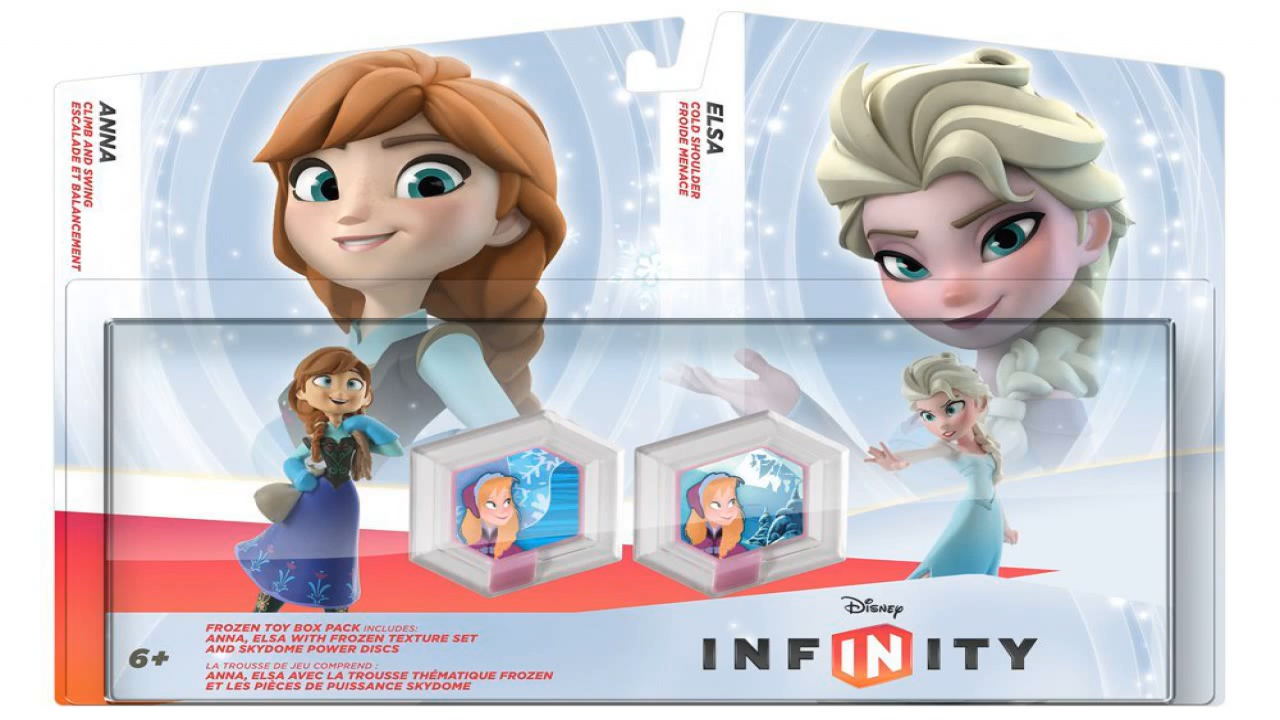 ANNA
CLIMB AND SWING
ESCALADE ET BALANCEMENT
ELSA
COLD SHOULDER
FROIDE MENACE
6+
FROZEN TOY BOX PACK INCLUDES:
ANNA, ELSA WITH FROZEN TEXTURE SET
AND SKYDOME POWER DISCS
LA TROUSSE DE JEU COMPREND :
ANNA, ELSA AVEC LA TROUSSE THÉMATIQUE FROZEN
ET LES PIÈCES DE PUISSANCE SKYDOME
Disney
INFINITY